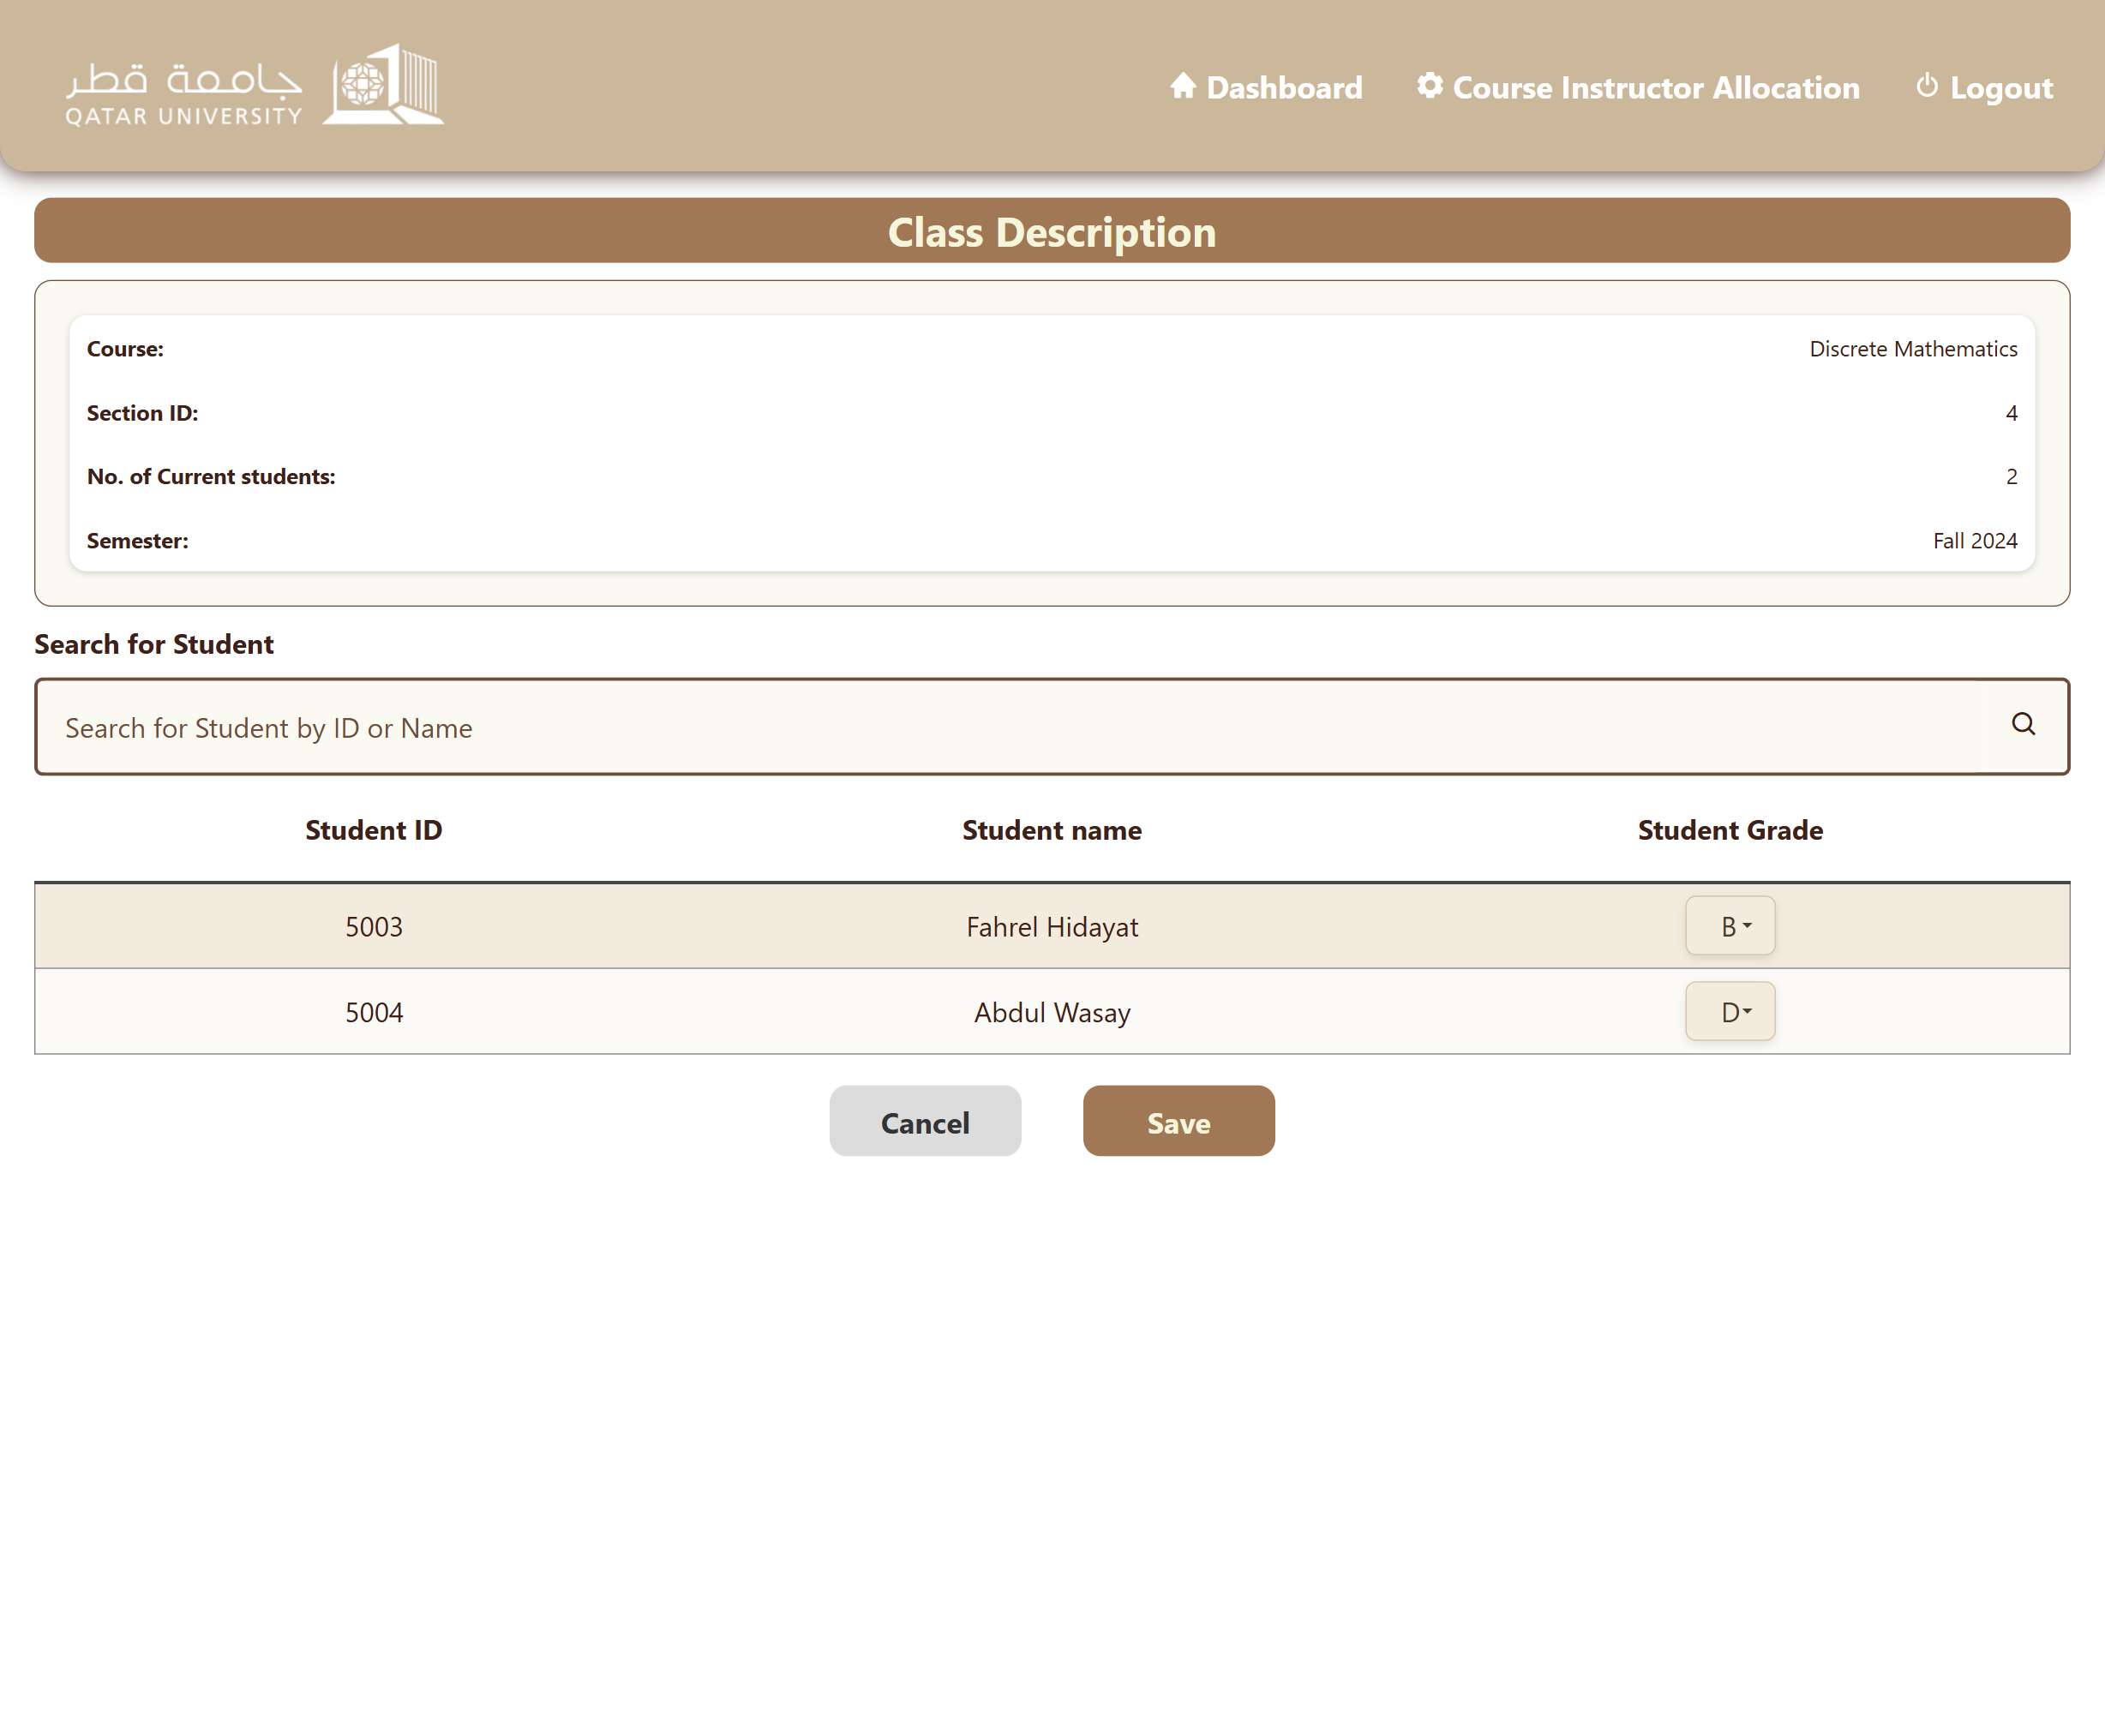 جامعة قطر
QATAR UNIVERSITY
Dashboard
Course Instructor Allocation
Logout
Class Description
Course: Discrete Mathematics
Section ID: 4
No. of Current students: 2
Semester: Fall 2024
Search for Student
Search for Student by ID or Name
Student ID Student name Student Grade
5003 Fahrel Hidayat B
5004 Abdul Wasay D
Cancel Save